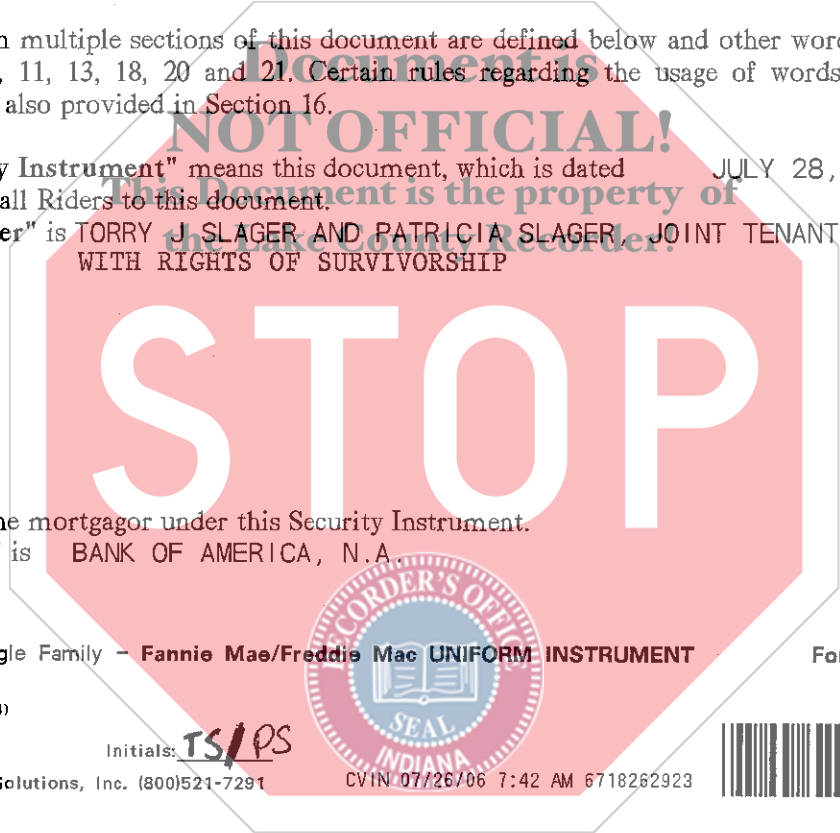 multiple sections of this document are defined below and other
, 11, 13, 18, 20 and 21. Certain rules regarding the usage of words
also provided in Section 16.
Document is
NOT OFFICIAL!
This Document is the property of
the Lake County Recorder!
y Instrument" means this document, which is dated JULY 28,
all Riders to this document.
er" is TORRY J SLAGER AND PATRICIA SLAGER, JOINT TENANT
WITH RIGHTS OF SURVIVORSHIP
STOP
he mortgagor under this Security Instrument.
is BANK OF AMERICA, N.A.
RECORDER'S OFFICE
SEAL
INDIANA
gle Family - Fannie Mae/Freddie Mac UNIFORM INSTRUMENT
Initials: TS/PS
Solutions, Inc. (800)521-7291 CVIN 07/26/06 7:42 AM 6718262923